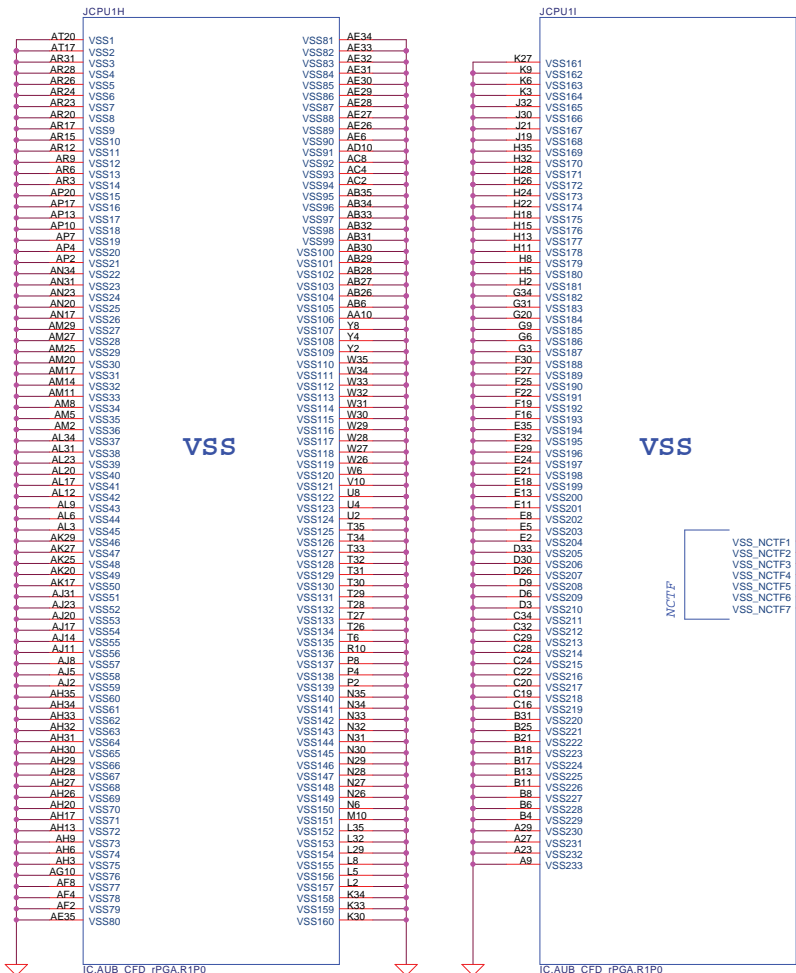 JCPU1H
AT20 VSS1
AT17 VSS2
AR31 VSS3
AR28 VSS4
AR26 VSS5
AR24 VSS6
AR23 VSS7
AR20 VSS8
AR17 VSS9
AR15 VSS10
AR12 VSS11
AR9 VSS12
AR6 VSS13
AR3 VSS14
AP20 VSS15
AP17 VSS16
AP13 VSS17
AP10 VSS18
AP7 VSS19
AP4 VSS20
AP2 VSS21
AN34 VSS22
AN31 VSS23
AN23 VSS24
AN20 VSS25
AN17 VSS26
AM29 VSS27
AM27 VSS28
AM25 VSS29
AM20 VSS30
AM17 VSS31
AM14 VSS32
AM11 VSS33
AM8 VSS34
AM5 VSS35
AM2 VSS36
AL34 VSS37
AL31 VSS38
AL23 VSS39
AL20 VSS40
AL17 VSS41
AL12 VSS42
AL9 VSS43
AL6 VSS44
AL3 VSS45
AK29 VSS46
AK27 VSS47
AK25 VSS48
AK20 VSS49
AK17 VSS50
AJ31 VSS51
AJ23 VSS52
AJ20 VSS53
AJ17 VSS54
AJ14 VSS55
AJ11 VSS56
AJ8 VSS57
AJ5 VSS58
AJ2 VSS59
AH35 VSS60
AH34 VSS61
AH33 VSS62
AH32 VSS63
AH31 VSS64
AH30 VSS65
AH29 VSS66
AH28 VSS67
AH27 VSS68
AH26 VSS69
AH20 VSS70
AH17 VSS71
AH13 VSS72
AH9 VSS73
AH6 VSS74
AH3 VSS75
AG10 VSS76
AF8 VSS77
AF4 VSS78
AF2 VSS79
AE35 VSS80
VSS
VSS81 AE34
VSS82 AE33
VSS83 AE32
VSS84 AE31
VSS85 AE30
VSS86 AE29
VSS87 AE28
VSS88 AE27
VSS89 AE26
VSS90 AE6
VSS91 AD10
VSS92 AC8
VSS93 AC4
VSS94 AC2
VSS95 AB35
VSS96 AB34
VSS97 AB33
VSS98 AB32
VSS99 AB31
VSS100 AB30
VSS101 AB29
VSS102 AB28
VSS103 AB27
VSS104 AB26
VSS105 AB6
VSS106 AA10
VSS107 Y8
VSS108 Y4
VSS109 Y2
VSS110 W35
VSS111 W34
VSS112 W33
VSS113 W32
VSS114 W31
VSS115 W30
VSS116 W29
VSS117 W28
VSS118 W27
VSS119 W26
VSS120 W6
VSS121 V10
VSS122 U8
VSS123 U4
VSS124 U2
VSS125 T35
VSS126 T34
VSS127 T33
VSS128 T32
VSS129 T31
VSS130 T30
VSS131 T29
VSS132 T28
VSS133 T27
VSS134 T26
VSS135 T6
VSS136 R10
VSS137 P8
VSS138 P4
VSS139 P2
VSS140 N35
VSS141 N34
VSS142 N33
VSS143 N32
VSS144 N31
VSS145 N30
VSS146 N29
VSS147 N28
VSS148 N27
VSS149 N26
VSS150 N6
VSS151 M10
VSS152 L35
VSS153 L32
VSS154 L29
VSS155 L8
VSS156 L5
VSS157 L2
VSS158 K34
VSS159 K33
VSS160 K30
IC,AUB_CFD_rPGA,R1P0
JCPU1I
K27 VSS161
K9 VSS162
K6 VSS163
K3 VSS164
J32 VSS165
J30 VSS166
J21 VSS167
J19 VSS168
H35 VSS169
H32 VSS170
H28 VSS171
H26 VSS172
H24 VSS173
H22 VSS174
H18 VSS175
H15 VSS176
H13 VSS177
H11 VSS178
H8 VSS179
H5 VSS180
H2 VSS181
G34 VSS182
G31 VSS183
G20 VSS184
G9 VSS185
G6 VSS186
G3 VSS187
F30 VSS188
F27 VSS189
F25 VSS190
F22 VSS191
F19 VSS192
F16 VSS193
E35 VSS194
E32 VSS195
E29 VSS196
E24 VSS197
E21 VSS198
E18 VSS199
E13 VSS200
E11 VSS201
E8 VSS202
E5 VSS203
E2 VSS204
D33 VSS205
D30 VSS206
D26 VSS207
D9 VSS208
D6 VSS209
D3 VSS210
C34 VSS211
C32 VSS212
C29 VSS213
C28 VSS214
C24 VSS215
C22 VSS216
C20 VSS217
C19 VSS218
C16 VSS219
B31 VSS220
B25 VSS221
B21 VSS222
B18 VSS223
B17 VSS224
B13 VSS225
B11 VSS226
B8 VSS227
B6 VSS228
B4 VSS229
A29 VSS230
A27 VSS231
A23 VSS232
A9 VSS233
VSS
NCTF
VSS_NCTF1
VSS_NCTF2
VSS_NCTF3
VSS_NCTF4
VSS_NCTF5
VSS_NCTF6
VSS_NCTF7
IC,AUB_CFD_rPGA,R1P0